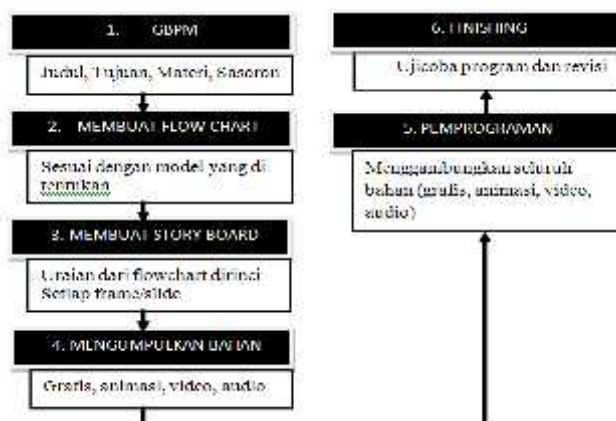 1. GBPM
Judul, Tujuan, Materi, Sasaran
2. MEMBUAT FLOW CHART
Sesuai dengan model yang di
tentukan
3. MEMBUAT STORY BOARD
Uraian dari flowchart dirinci
Setiap frame/slide
4. MENGUMPULKAN BAHAN
Grafis, animasi, video, audio
5. PEMPROGRAMAN
Menggambungkan seluruh
bahan (grafis, animasi, video,
audio)
6. FINISHING
Ujicoba program dan revisi